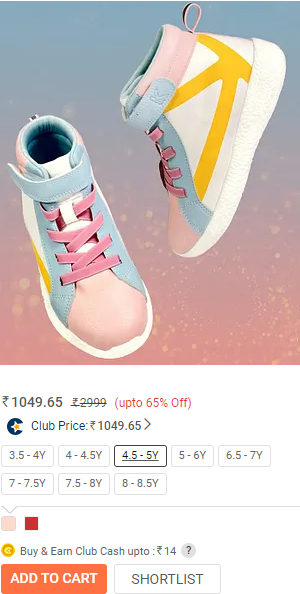 ₹1049.65 ₹2999 (upto 65% Off)
Club Price:₹1049.65
3.5 - 4Y 4 - 4.5Y 4.5 - 5Y 5 - 6Y 6.5 - 7Y
7 - 7.5Y 7.5 - 8Y 8 - 8.5Y
Buy & Earn Club Cash upto :₹14 ?
ADD TO CART SHORTLIST